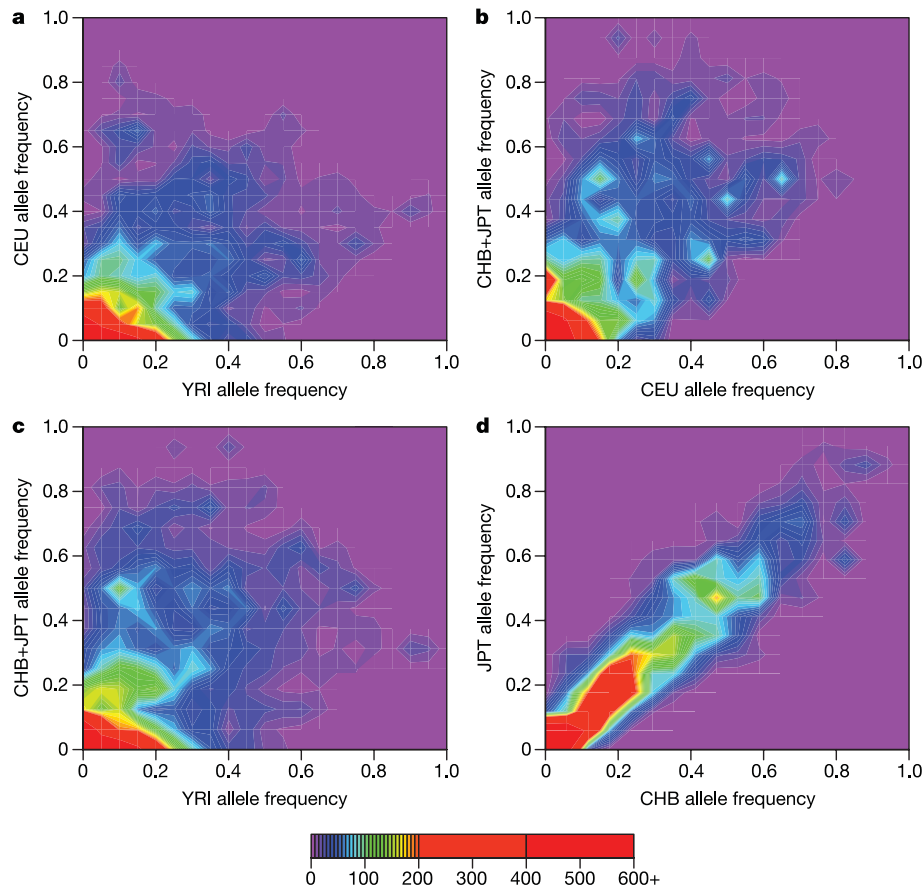 a
1.0
0.8
0.6
0.4
0.2
0
CEU allele frequency
0 0.2 0.4 0.6 0.8 1.0
YRI allele frequency
b
1.0
0.8
0.6
0.4
0.2
0
CHB+JPT allele frequency
0 0.2 0.4 0.6 0.8 1.0
CEU allele frequency
c
1.0
0.8
0.6
0.4
0.2
0
CHB+JPT allele frequency
0 0.2 0.4 0.6 0.8 1.0
YRI allele frequency
d
1.0
0.8
0.6
0.4
0.2
0
JPT allele frequency
0 0.2 0.4 0.6 0.8 1.0
CHB allele frequency
0 100 200 300 400 500 600+